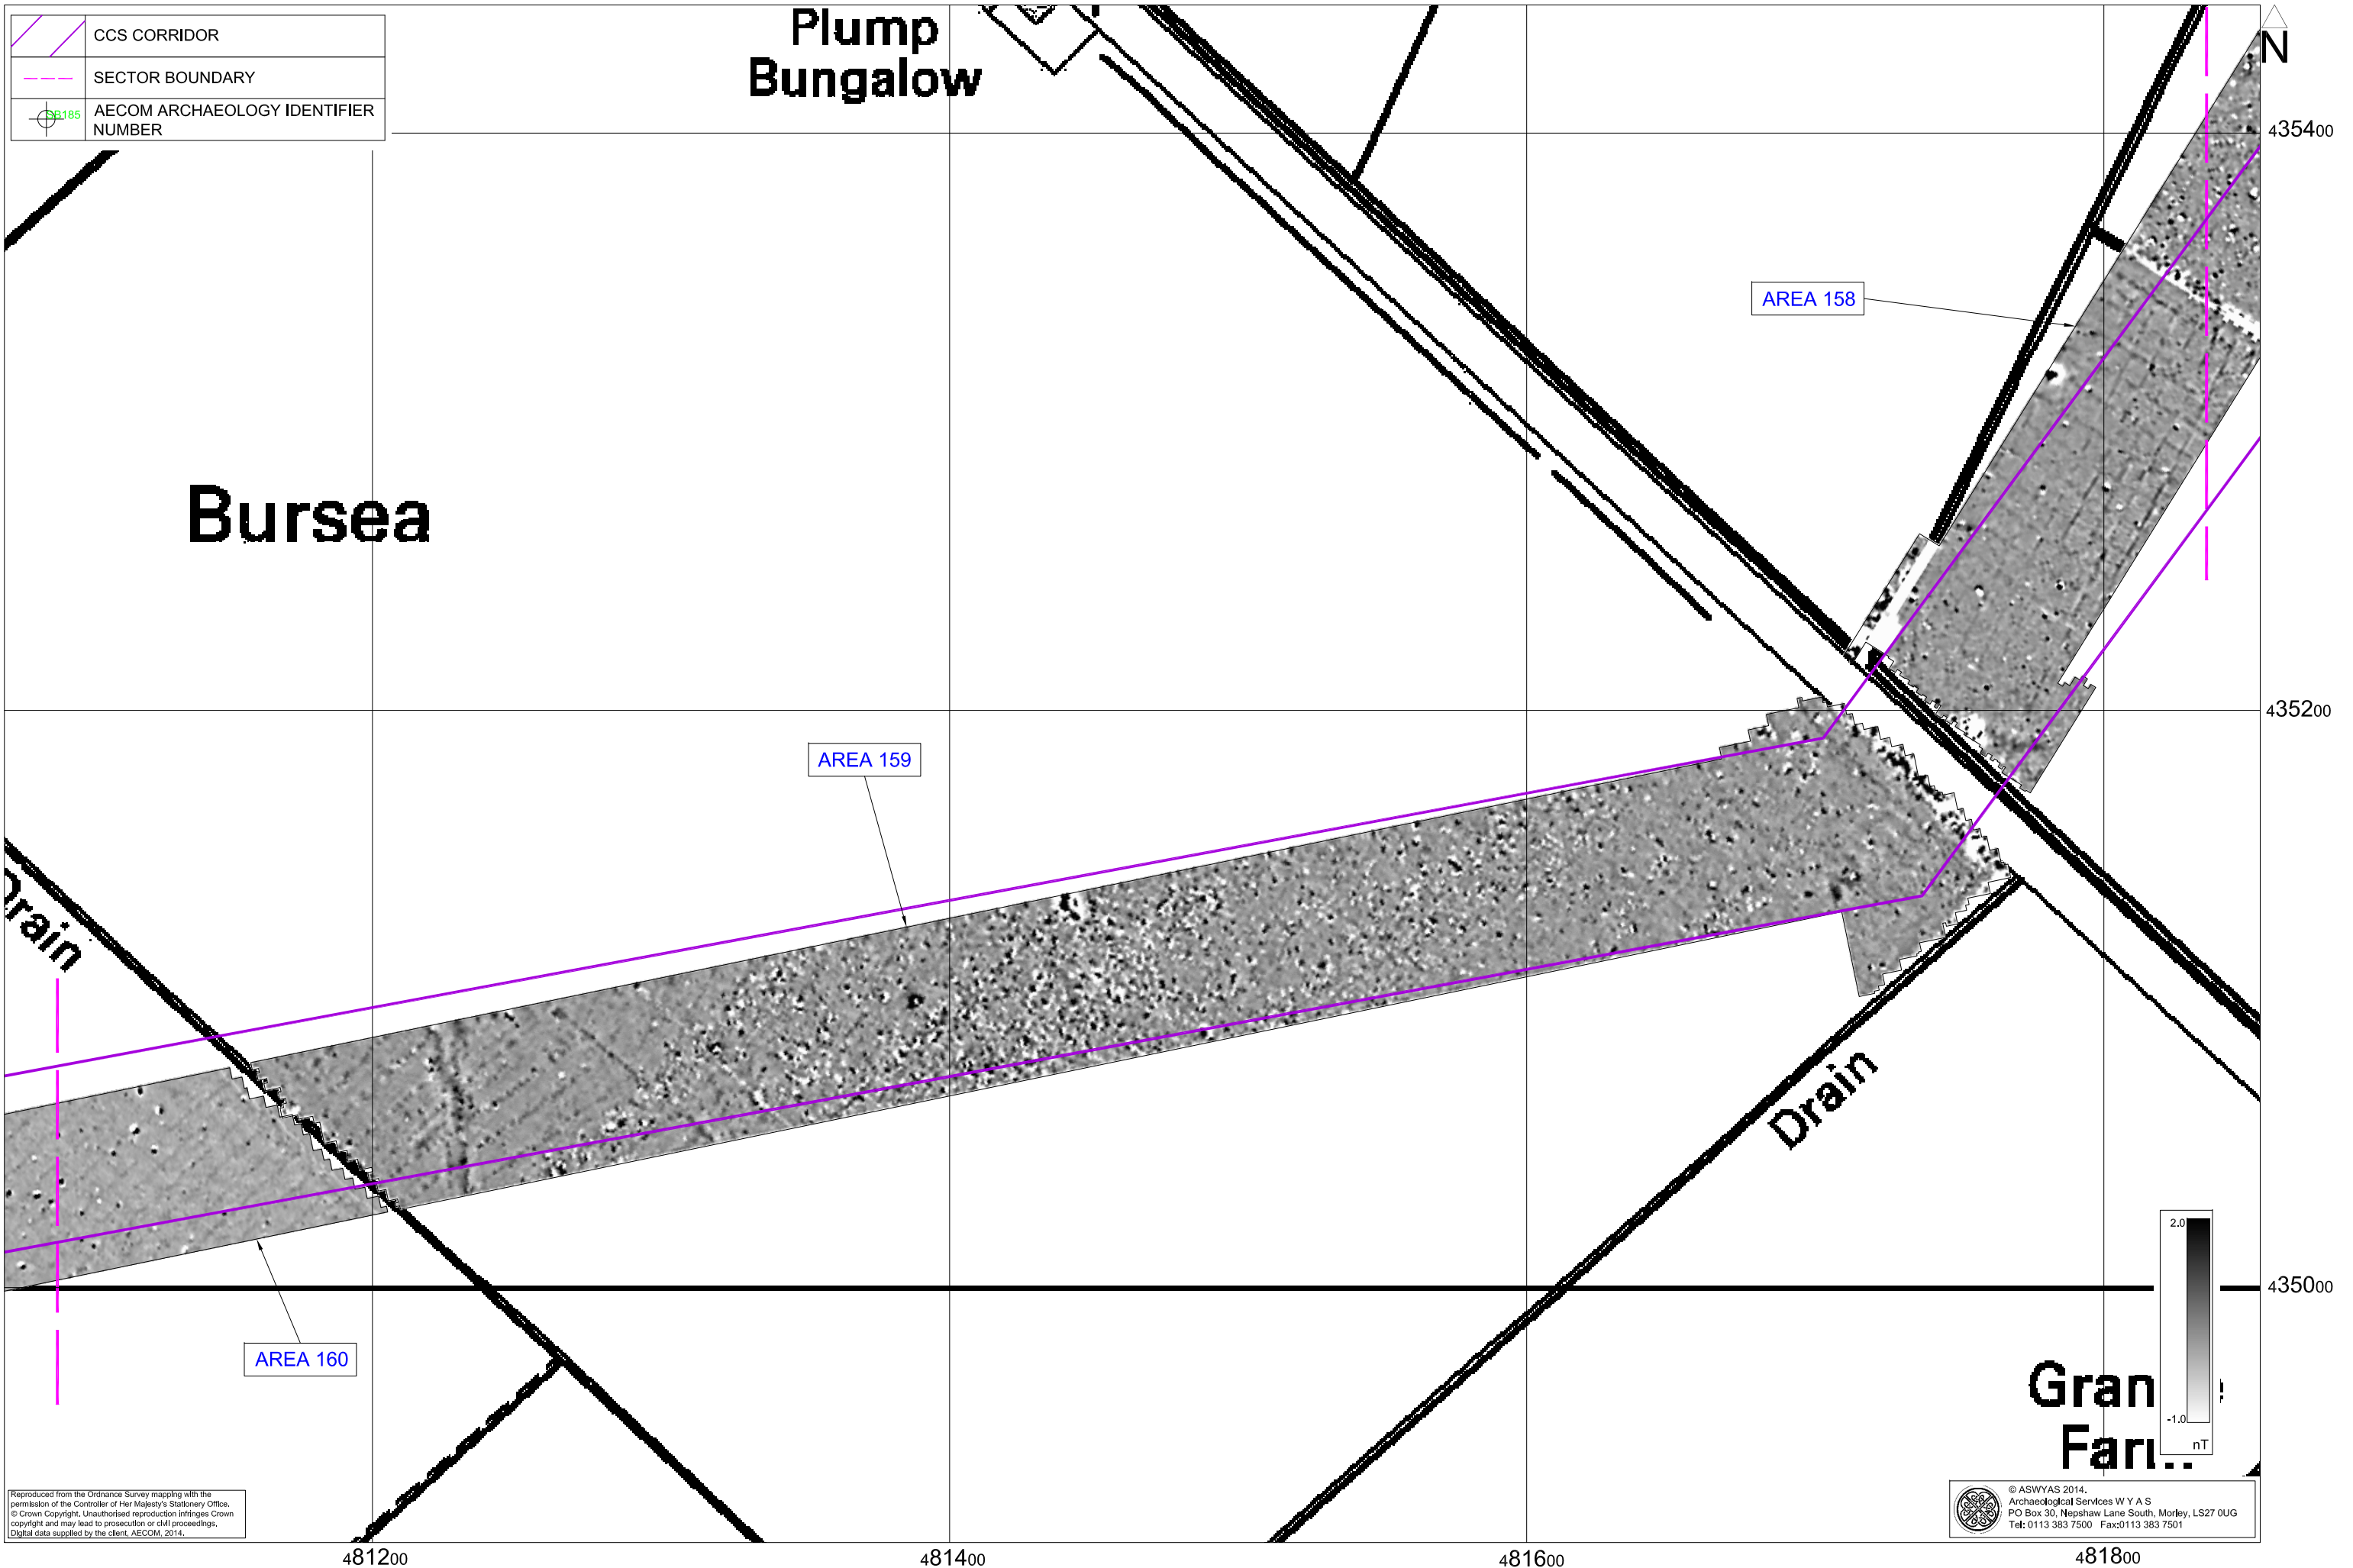 CCS CORRIDOR
SECTOR BOUNDARY
SB185
AECOM ARCHAEOLOGY IDENTIFIER
NUMBER
Plump
Bungalow
N
435400
AREA 158
Bursea
435200
AREA 159
Drain
Drain
435000
AREA 160
2.0
-1.0
nT
Reproduced from the Ordnance Survey mapping with the
permission of the Controller of Her Majesty's Stationery Office.
© Crown Copyright. Unauthorised reproduction infringes Crown
copyright and may lead to prosecution or civil proceedings.
Digital data supplied by the client, AECOM, 2014.
© ASWYAS 2014.
Archaeological Services W Y A S
PO Box 30, Nepshaw Lane South, Morley, LS27 0UG
Tel: 0113 383 7500 Fax:0113 383 7501
481200
481400
481600
481800